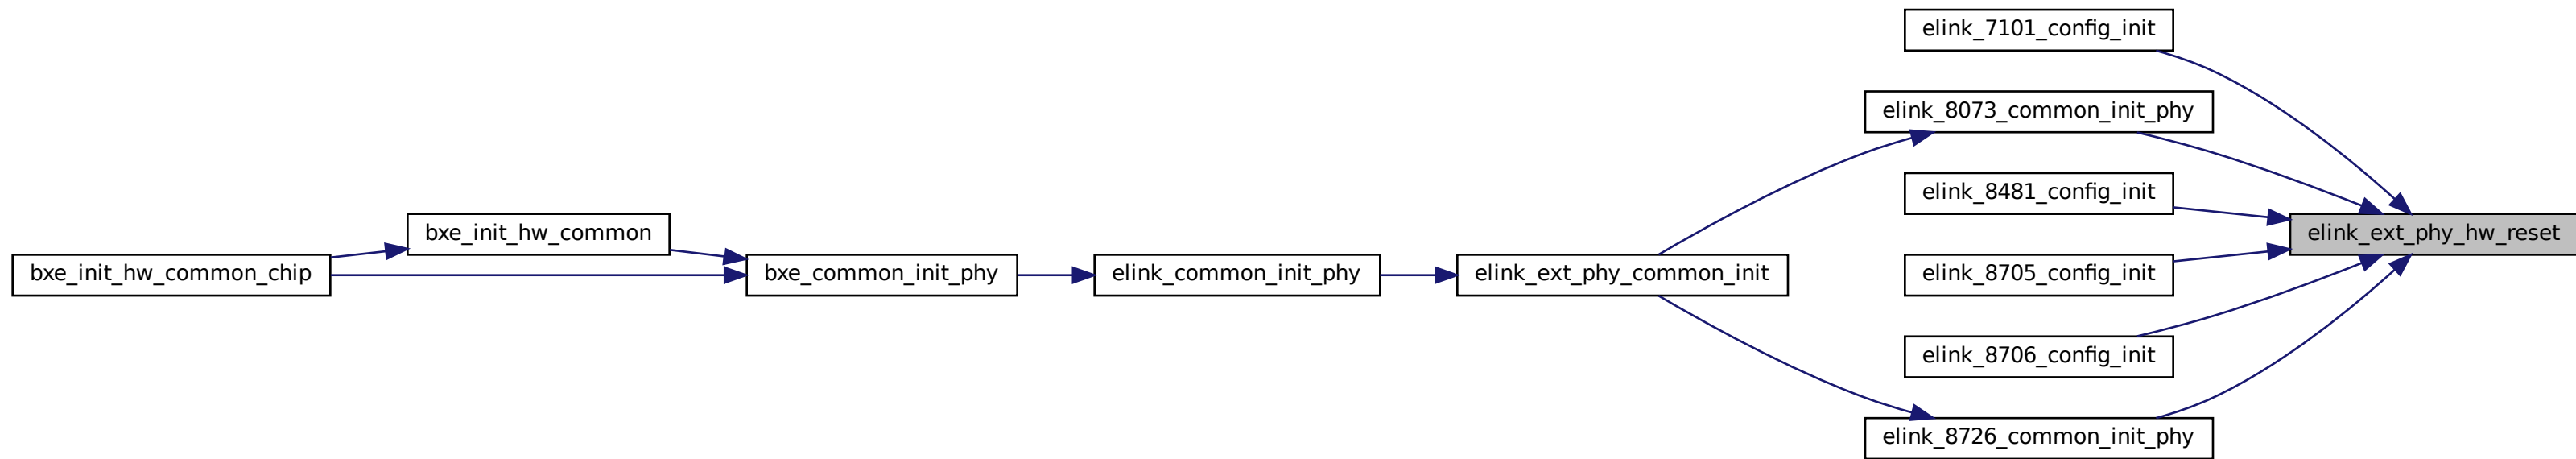 elink_7101_config_init
elink_8073_common_init_phy
elink_8481_config_init
bxe_init_hw_common
elink_ext_phy_hw_reset
bxe_init_hw_common_chip
bxe_common_init_phy
elink_common_init_phy
elink_ext_phy_common_init
elink_8705_config_init
elink_8706_config_init
elink_8726_common_init_phy